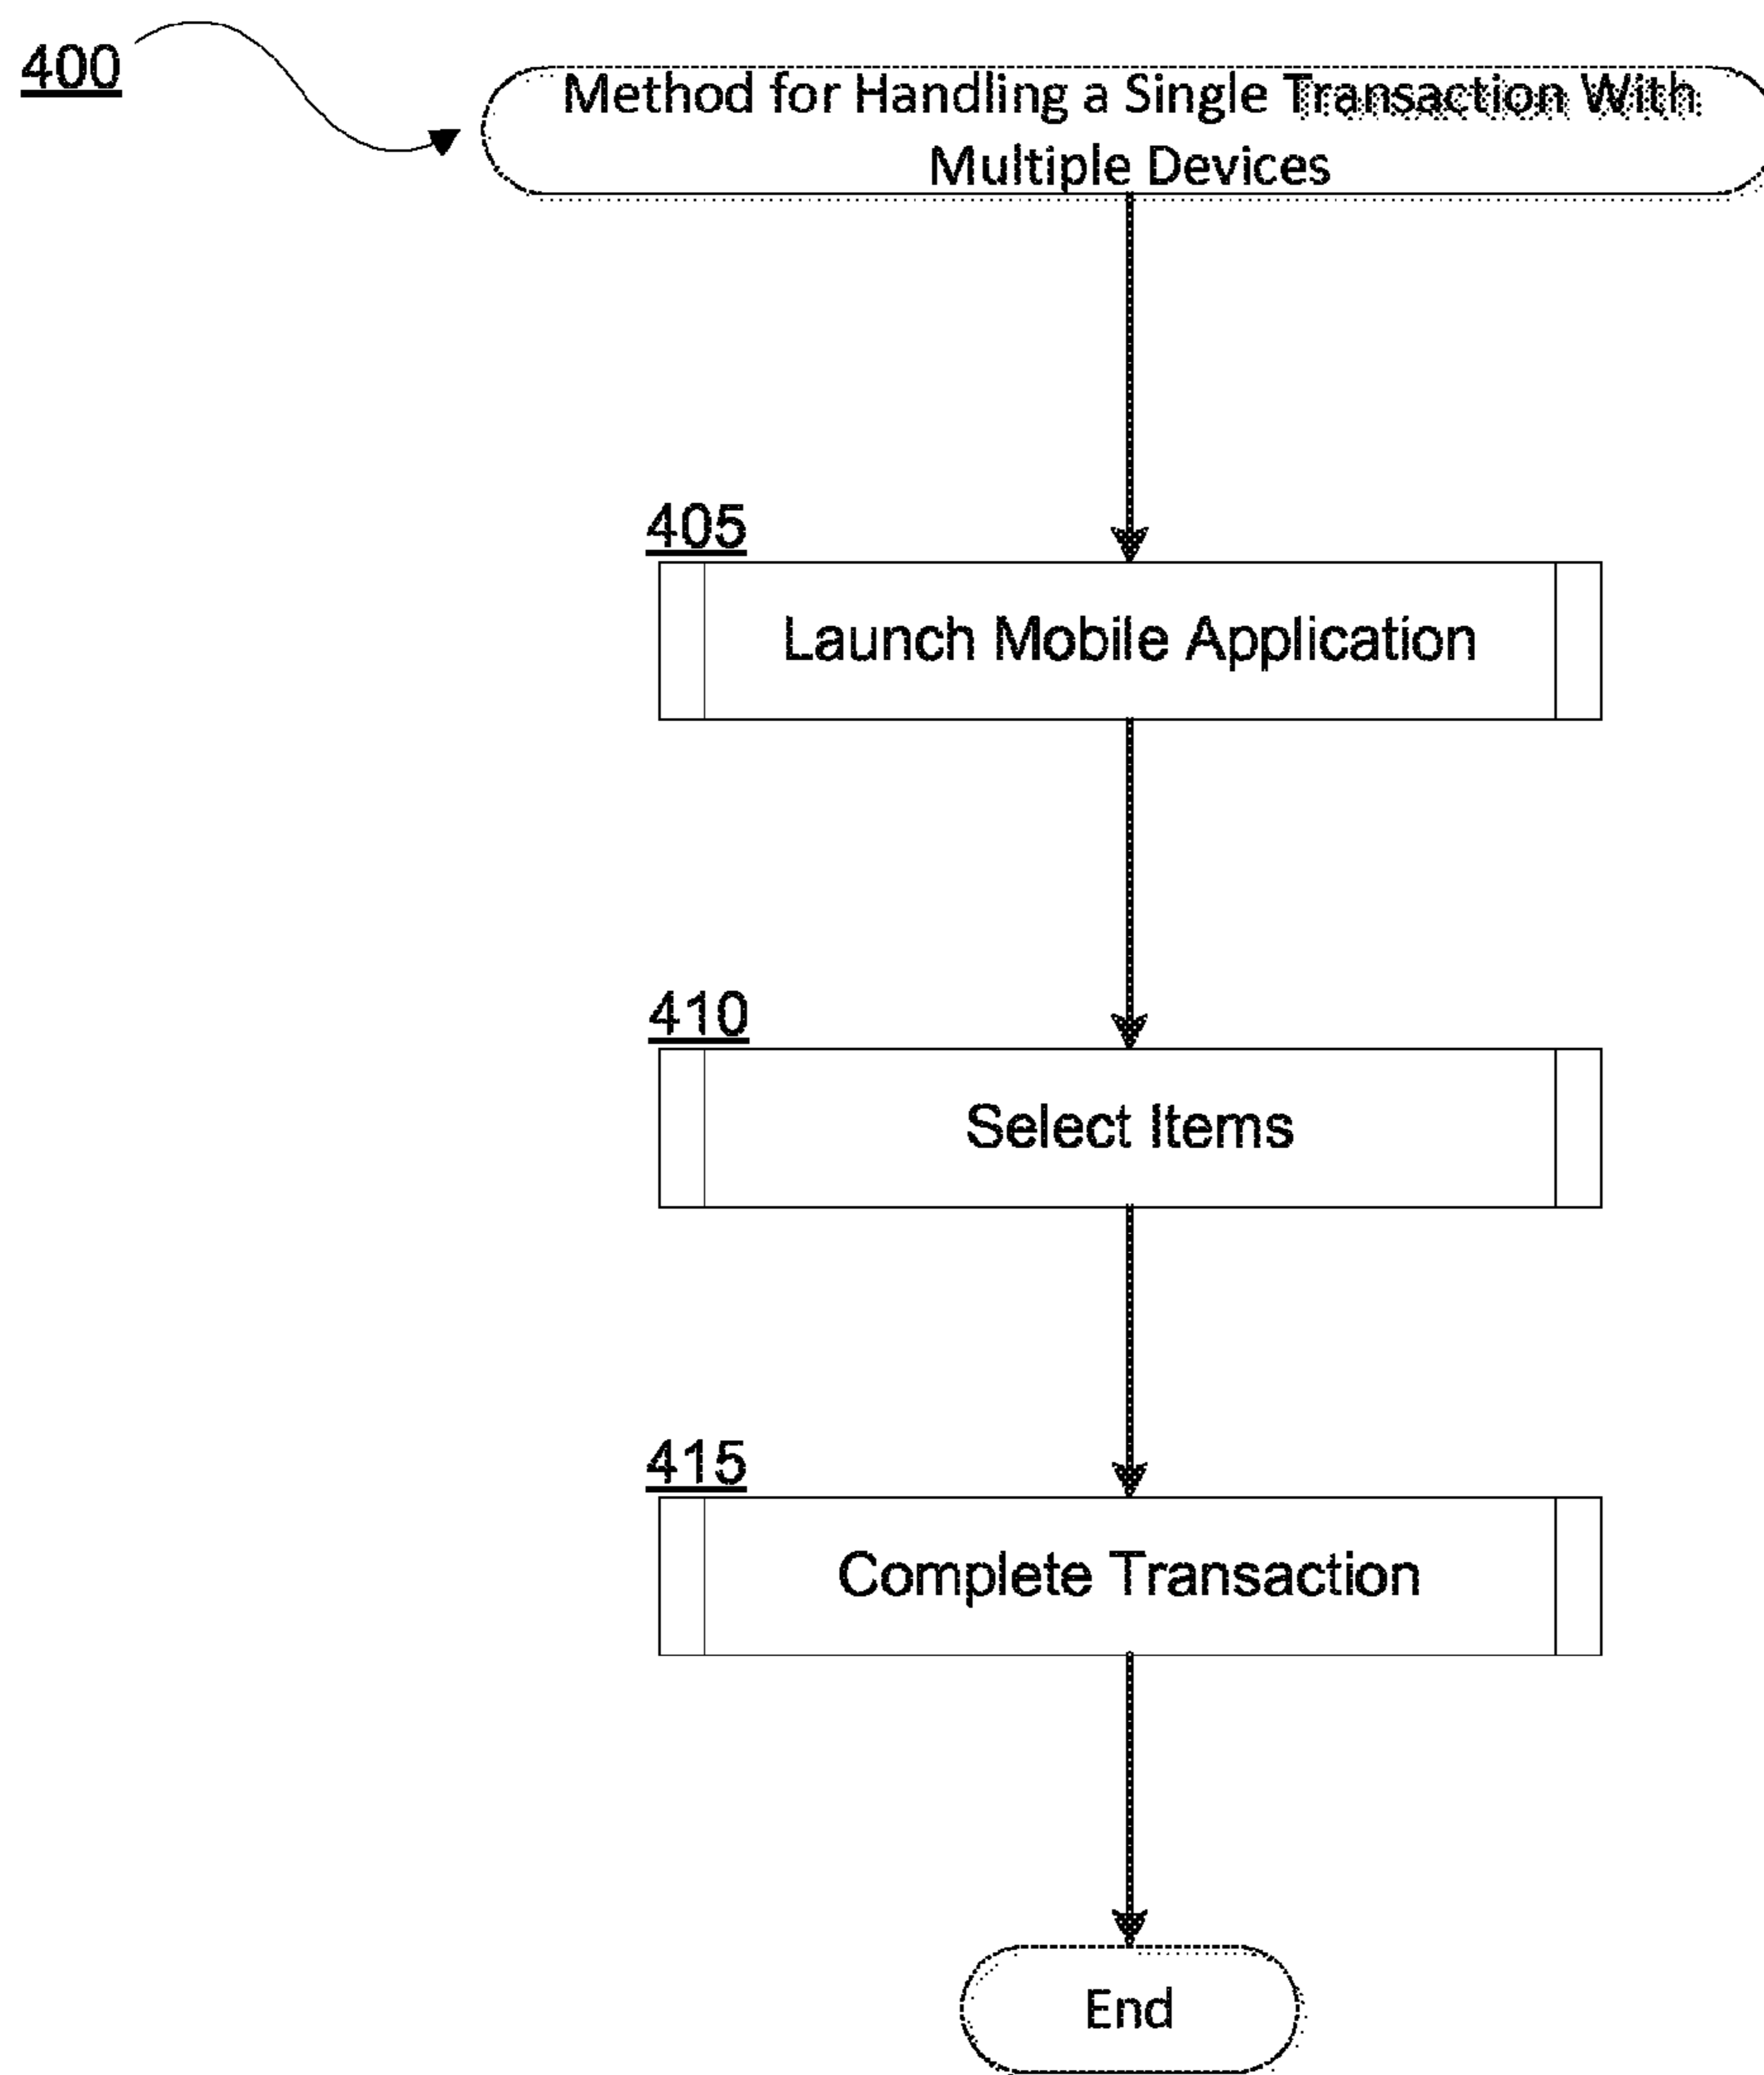 400
Method for Handling a Single Transaction With
Multiple Devices
405
Launch Mobile Application
410
Select Items
415
Complete Transaction
End